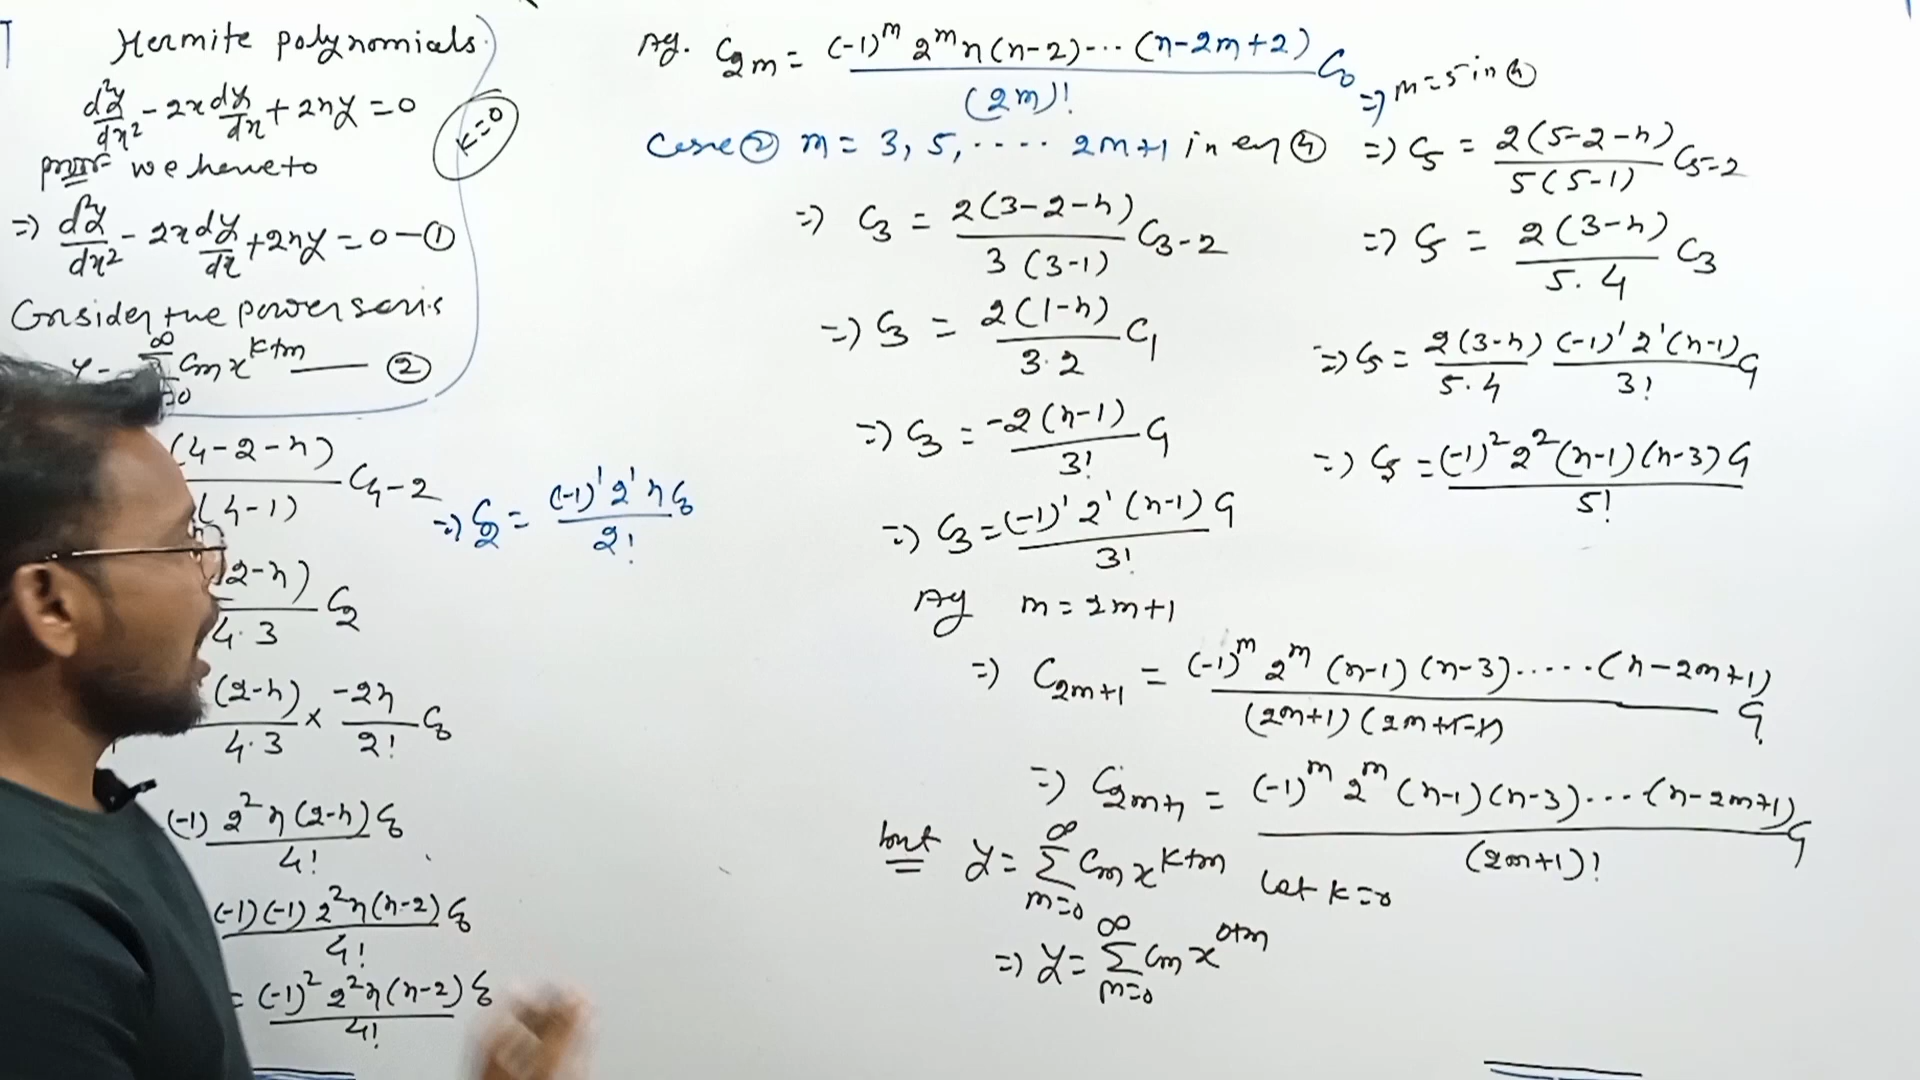 Hermite polynomials
d²y/dx² - 2x dy/dx + 2ny = 0
K=0
proof we have to
=> d²y/dx² - 2x dy/dx + 2ny = 0 — ①
Consider the power seris
∞ Cm x^{k+m} — ②
(4-2-n)/(4-1) C4-2
2-n)/4·3 C2
(2-n)/4·3 × -2n/2! C0
(-1) 2² n(2-n) C0/4!
(-1)(-1) 2² n(n-2) C0/4!
= (-1)² 2² n(n-2) C0/4!
=> C2 = (-1)¹ 2¹ n C0/2!
Ag. C2m = (-1)^m 2^m n(n-2)--··(n-2m+2)/(2m)! C0
Case ② m = 3, 5, ····· 2m+1 in eq ④
=> C3 = 2(3-2-n)/3(3-1) C3-2
=> C3 = 2(1-n)/3·2 C1
=> C3 = -2(n-1)/3! C1
=> C3 = (-1)¹ 2¹ (n-1) C1/3!
Ag m = 2m+1
=> C2m+1 = (-1)^m 2^m (n-1)(n-3)·····(n-2m+1)/(2m+1)(2m+1-1) C1
=> C2m+1 = (-1)^m 2^m (n-1)(n-3)····(n-2m+1)/(2m+1)! C1
but y = ∞ Σ m=0 Cm x^{k+m} Let K=0
=> y = ∞ Σ m=0 Cm x^{0+m}
=> m=5 in ④
=> C5 = 2(5-2-n)/5(5-1) C5-2
=> C5 = 2(3-n)/5·4 C3
=> C5 = 2(3-n)/5·4 (-1)¹ 2¹ (n-1)/3! C1
=> C5 = (-1)² 2² (n-1)(n-3) C1/5!